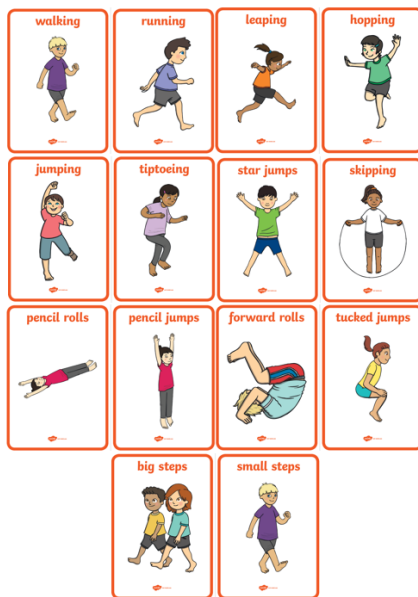 walking
running
leaping
hopping
jumping
tiptoeing
star jumps
skipping
pencil rolls
pencil jumps
forward rolls
tucked jumps
big steps
small steps